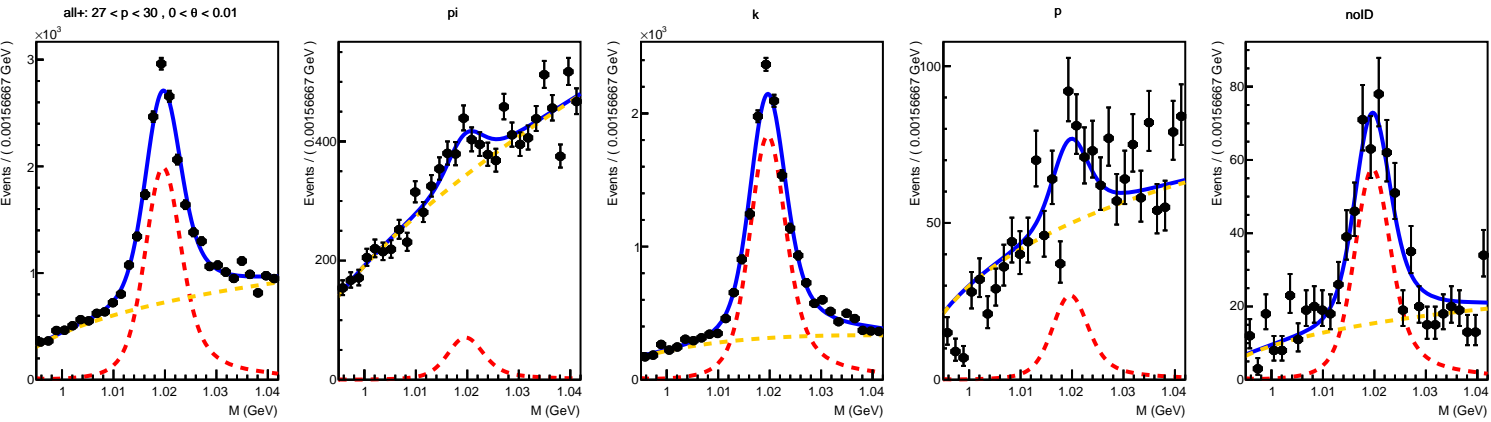 all+: 27 < p < 30 , 0 < θ < 0.01
×10³
Events / ( 0.00156667 GeV )
3
2
1
0
1 1.01 1.02 1.03 1.04
M (GeV)
pi
Events / ( 0.00156667 GeV )
400
200
0
1 1.01 1.02 1.03 1.04
M (GeV)
k
×10³
Events / ( 0.00156667 GeV )
2
1
0
1 1.01 1.02 1.03 1.04
M (GeV)
p
Events / ( 0.00156667 GeV )
100
50
0
1 1.01 1.02 1.03 1.04
M (GeV)
noID
Events / ( 0.00156667 GeV )
80
60
40
20
0
1 1.01 1.02 1.03 1.04
M (GeV)